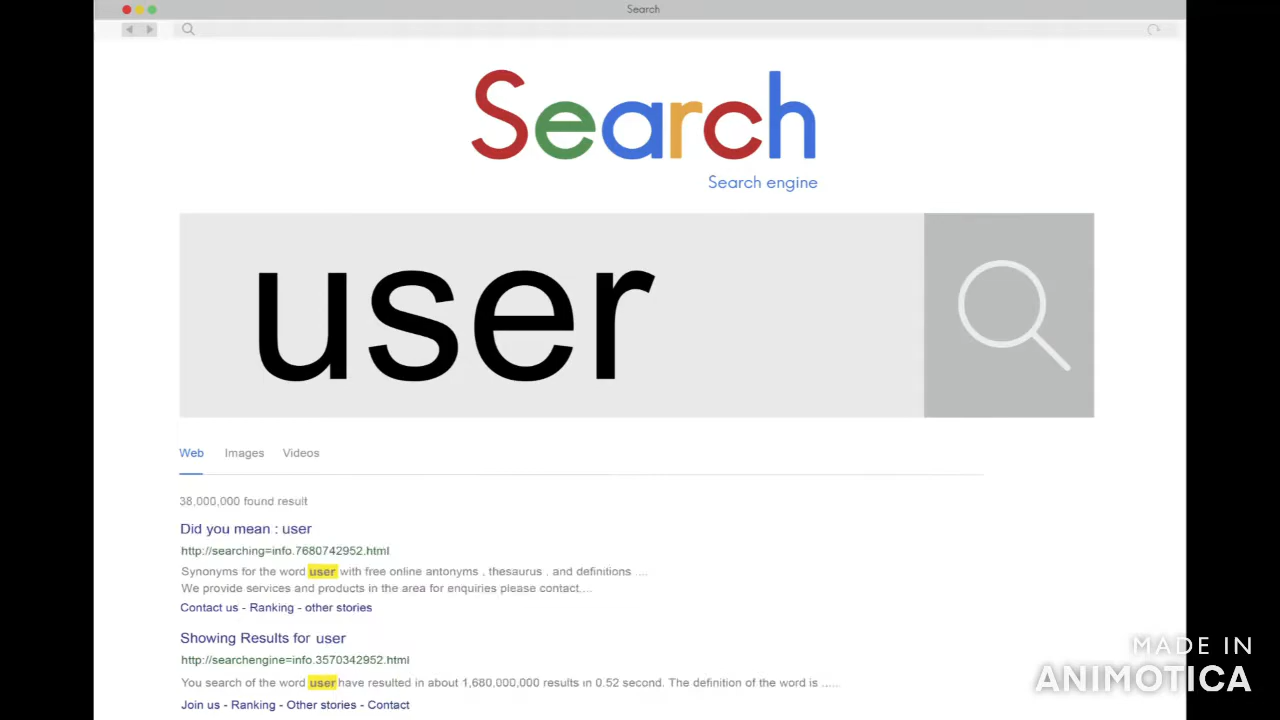 Search
Search
Search engine
user
Web Images Videos
38,000,000 found result
Did you mean : user
http://searching=info.7680742952.html
Synonyms for the word user with free online antonyms , thesaurus , and definitions ....
We provide services and products in the area for enquiries please contact....
Contact us - Ranking - other stories
Showing Results for user
http://searchengine=info.3570342952.html
You search of the word user have resulted in about 1,680,000,000 results in 0.52 second. The definition of the word is ......
Join us - Ranking - Other stories - Contact
MADE IN
ANIMOTICA